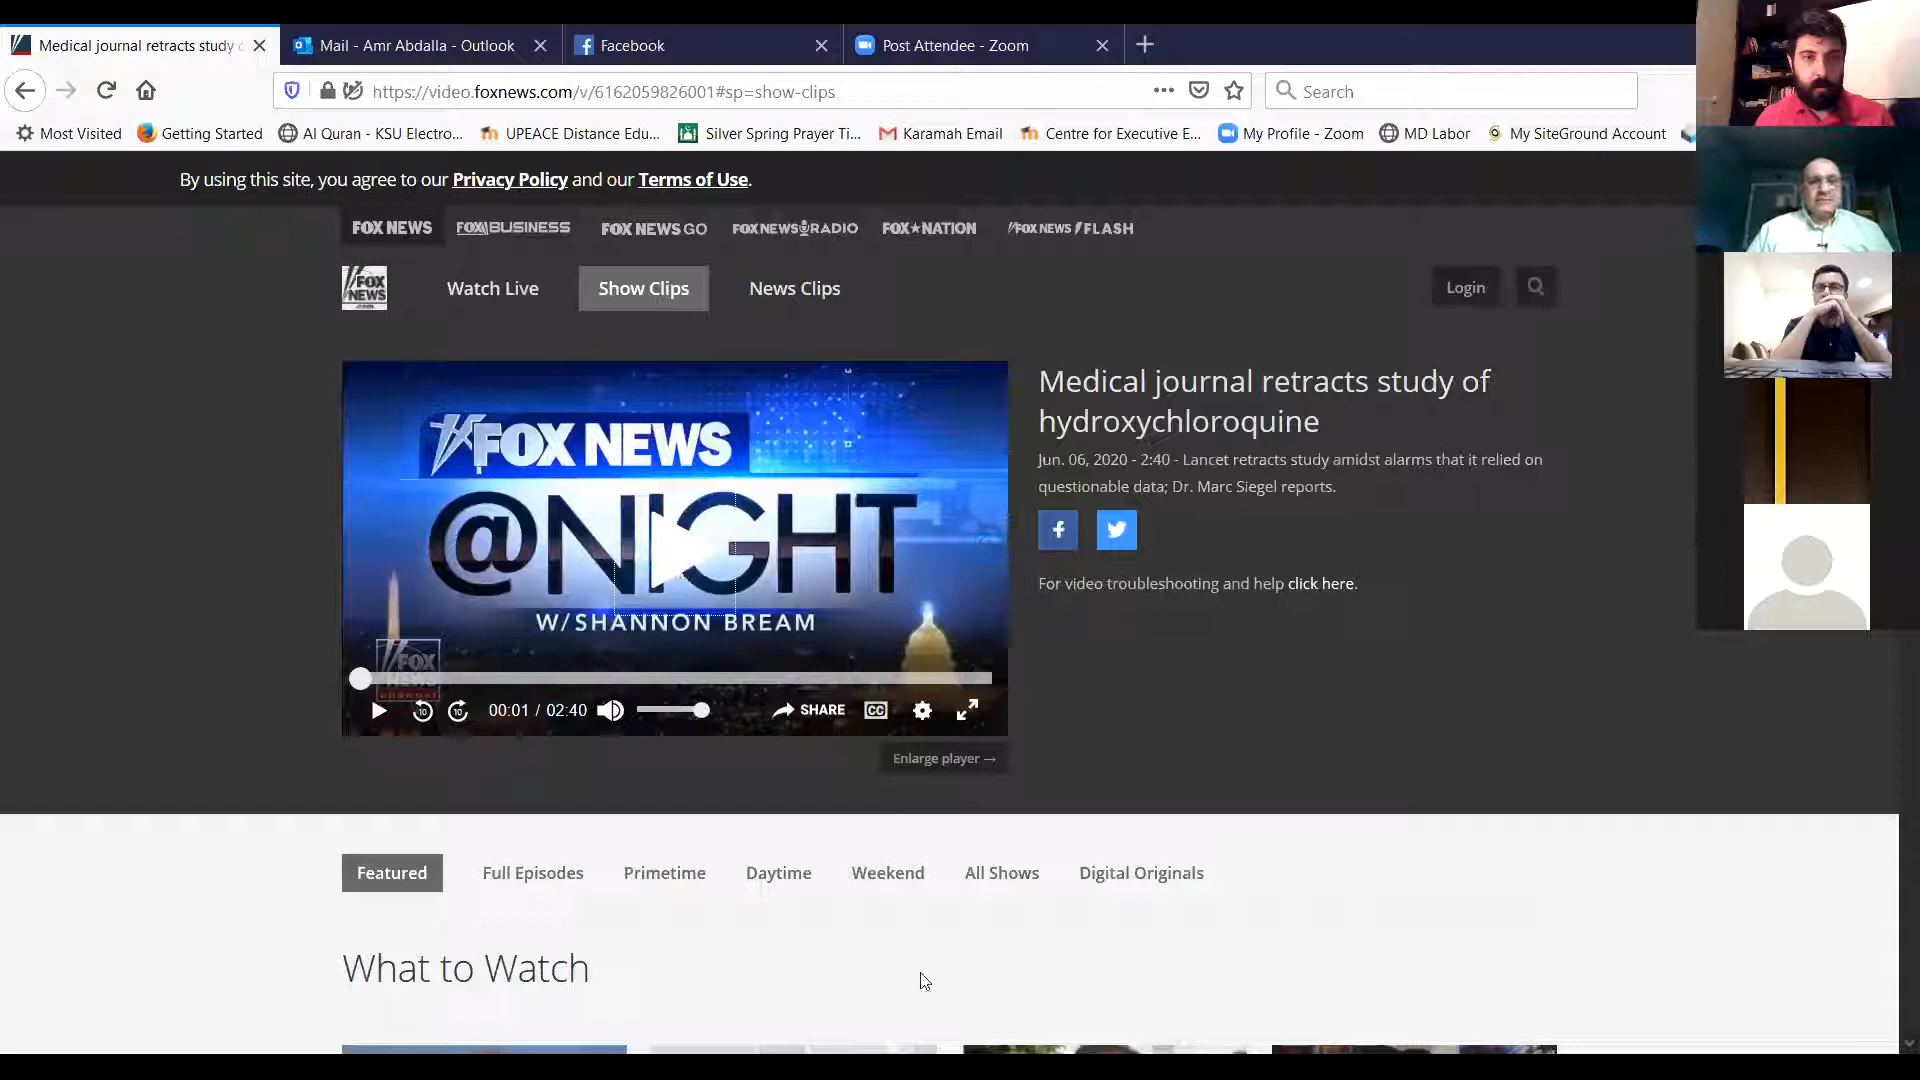 Medical journal retracts study
Mail - Amr Abdalla - Outlook
Facebook
Post Attendee - Zoom
https://video.foxnews.com/v/6162059826001#sp=show-clips
Search
Most Visited
Getting Started
Al Quran - KSU Electro...
UPEACE Distance Edu...
Silver Spring Prayer Ti...
Karamah Email
Centre for Executive E...
My Profile - Zoom
MD Labor
My SiteGround Account
By using this site, you agree to our Privacy Policy and our Terms of Use.
FOX NEWS
FOX BUSINESS
FOX NEWS GO
FOX NEWS RADIO
FOX★NATION
FOX NEWS FLASH
FOX NEWS
Watch Live
Show Clips
News Clips
Login
FOX NEWS
@NIGHT
W/SHANNON BREAM
FOX
NEWS
channel
00:01 / 02:40
SHARE
CC
Enlarge player →
Medical journal retracts study of
hydroxychloroquine
Jun. 06, 2020 - 2:40 - Lancet retracts study amidst alarms that it relied on
questionable data; Dr. Marc Siegel reports.
For video troubleshooting and help click here.
Featured
Full Episodes
Primetime
Daytime
Weekend
All Shows
Digital Originals
What to Watch